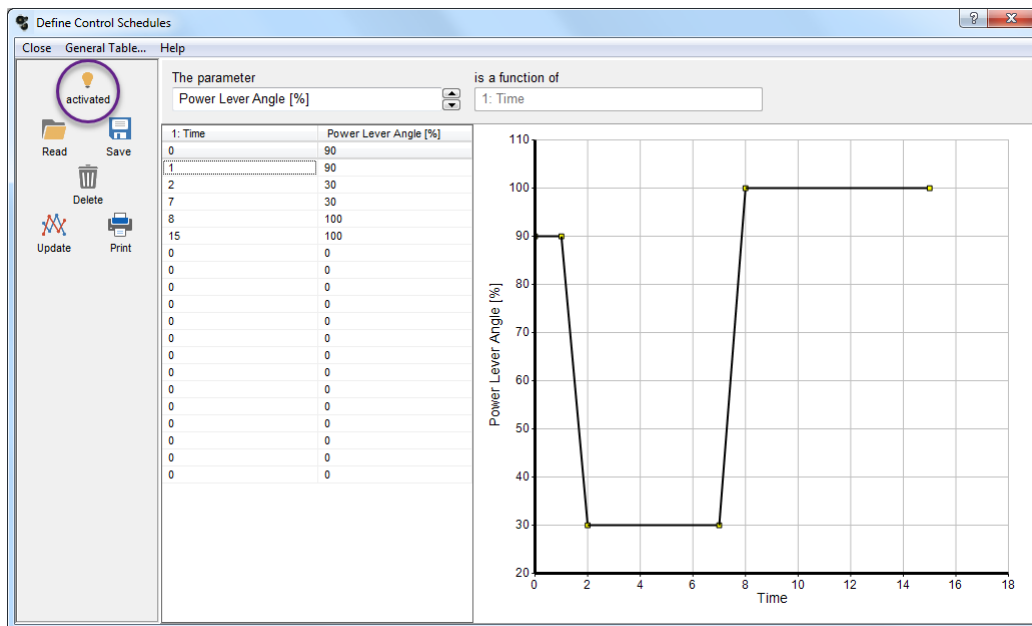 Define Control Schedules
?
X
Close General Table... Help
activated
Read Save
Delete
Update Print
The parameter is a function of
Power Lever Angle [%] 1: Time
1: Time Power Lever Angle [%]
0 90
1 90
2 30
7 30
8 100
15 100
0 0
0 0
0 0
0 0
0 0
0 0
0 0
0 0
0 0
0 0
0 0
0 0
0 0
0 0
110
100
90
80
70
60
50
40
30
20
Power Lever Angle [%]
0 2 4 6 8 10 12 14 16 18
Time